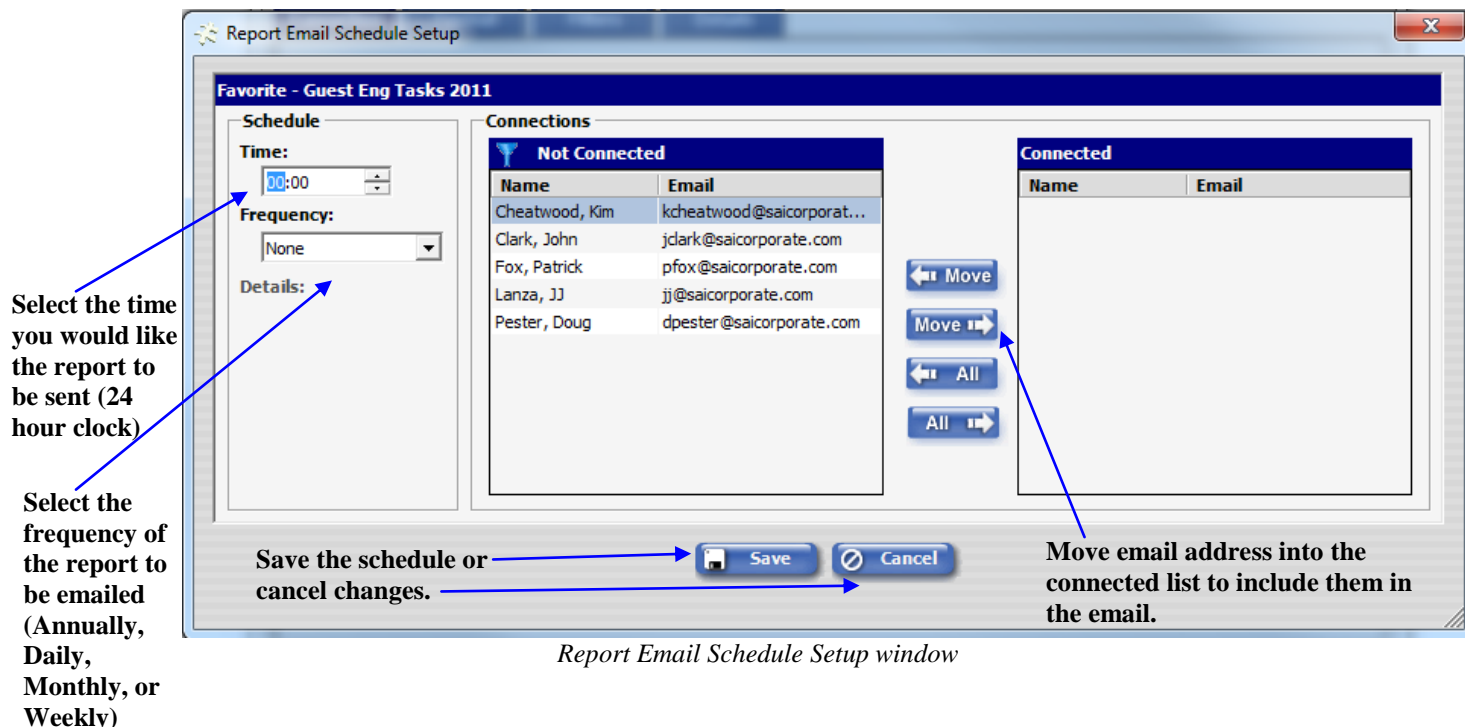 Report Email Schedule Setup
Favorite - Guest Eng Tasks 2011
Schedule
Time:
00:00
Frequency:
None
Details:
Connections
Not Connected
Name Email
Cheatwood, Kim kcheatwood@saicorporat...
Clark, John jclark@saicorporate.com
Fox, Patrick pfox@saicorporate.com
Lanza, JJ jj@saicorporate.com
Pester, Doug dpester@saicorporate.com
Move
Move
All
All
Connected
Name Email
Save
Cancel
Select the time
you would like
the report to
be sent (24
hour clock)
Select the
frequency of
the report to
be emailed
(Annually,
Daily,
Monthly, or
Weekly)
Save the schedule or
cancel changes.
Move email address into the
connected list to include them in
the email.
Report Email Schedule Setup window